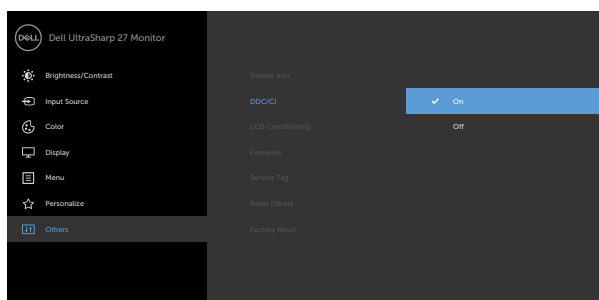 DELL Dell UltraSharp 27 Monitor
Brightness/Contrast Display Info
Input Source DDC/CI ✓ On
Color LCD Conditioning Off
Display Firmware
Menu Service Tag
Personalize Reset Others
Others Factory Reset